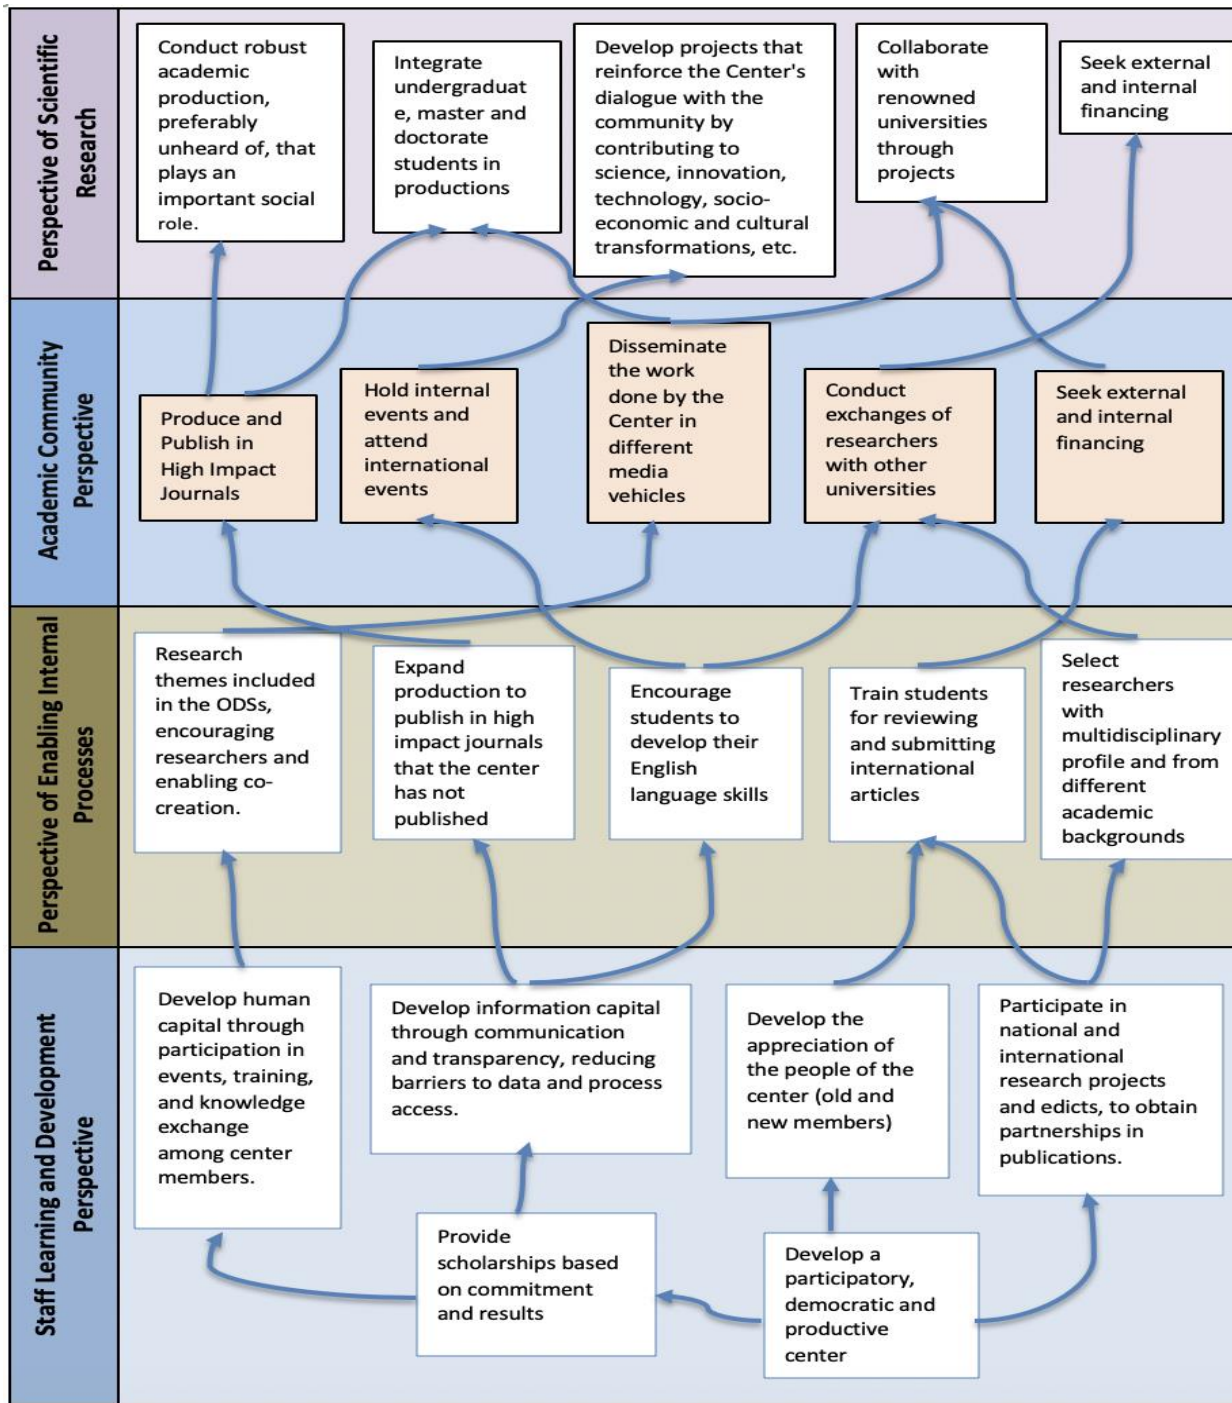 Perspective of Scientific
Research
Conduct robust
academic
production,
preferably
unheard of, that
plays an
important social
role.
Integrate
undergraduat
e, master and
doctorate
students in
productions
Develop projects that
reinforce the Center's
dialogue with the
community by
contributing to
science, innovation,
technology, socio-
economic and cultural
transformations, etc.
Collaborate
with
renowned
universities
through
projects
Seek external
and internal
financing
Academic Community
Perspective
Produce and
Publish in
High Impact
Journals
Hold internal
events and
attend
international
events
Disseminate
the work
done by the
Center in
different
media
vehicles
Conduct
exchanges of
researchers
with other
universities
Seek external
and internal
financing
Perspective of Enabling Internal
Processes
Research
themes included
in the ODSs,
encouraging
researchers and
enabling co-
creation.
Expand
production to
publish in high
impact journals
that the center
has not
published
Encourage
students to
develop their
English
language skills
Train students
for reviewing
and submitting
international
articles
Select
researchers
with
multidisciplinary
profile and from
different
academic
backgrounds
Staff Learning and Development
Perspective
Develop human
capital through
participation in
events, training,
and knowledge
exchange
among center
members.
Develop information capital
through communication
and transparency, reducing
barriers to data and process
access.
Develop the
appreciation of
the people of the
center (old and
new members)
Participate in
national and
international
research projects
and edicts, to obtain
partnerships in
publications.
Provide
scholarships based
on commitment
and results
Develop a
participatory,
democratic and
productive
center